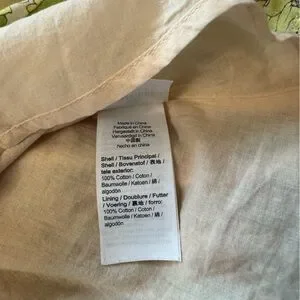 Made in China
Fabriqué en Chine
Hergestellt in China
Vervaardigd in China
中国製
hecho en China
Shell / Tissu Principal /
Shell / Bovenstof / 表地 /
tela exterior:
100% Cotton / Coton /
Baumwolle / Katoen / 綿 /
algodón
Lining / Doublure / Futter
/ Voering / 裏地 / forro:
100% Cotton / Coton /
Baumwolle / Katoen / 綿 /
algodón